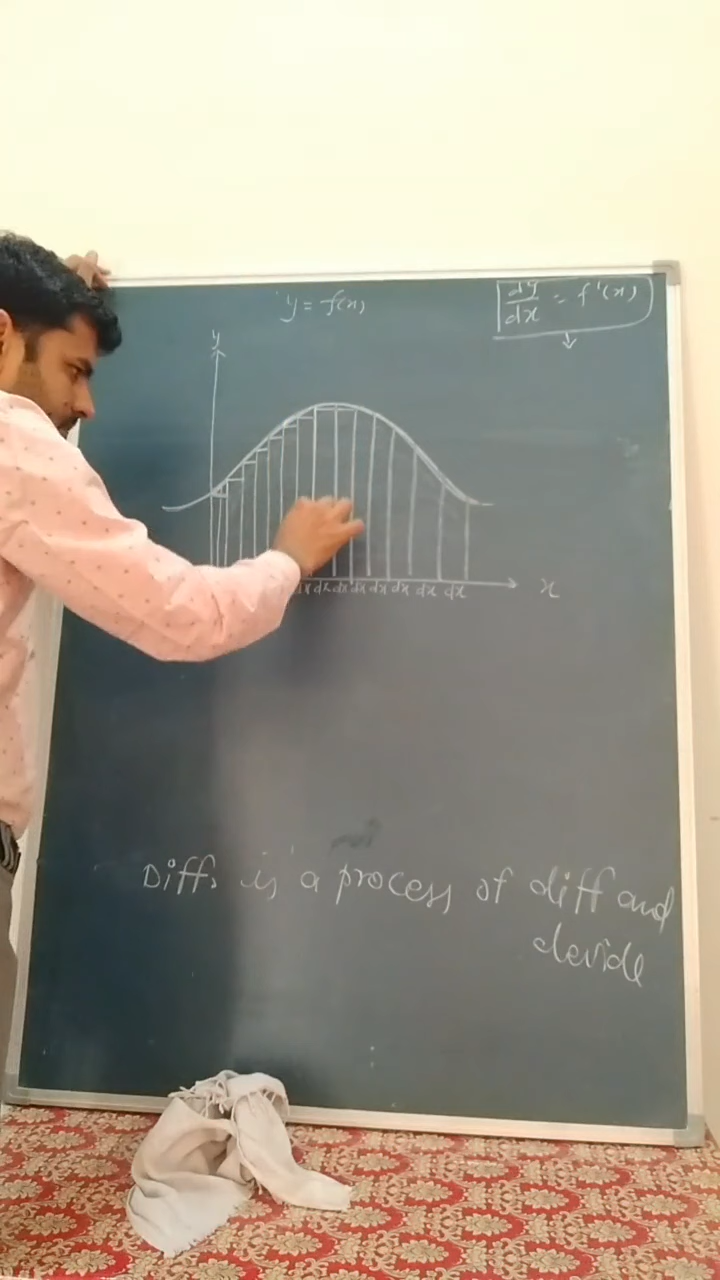 y = f(x)
dy/dx = f'(x)
y
dx dx dx dx dx dx dx dx
x
Diff. is a process of diff and
devide